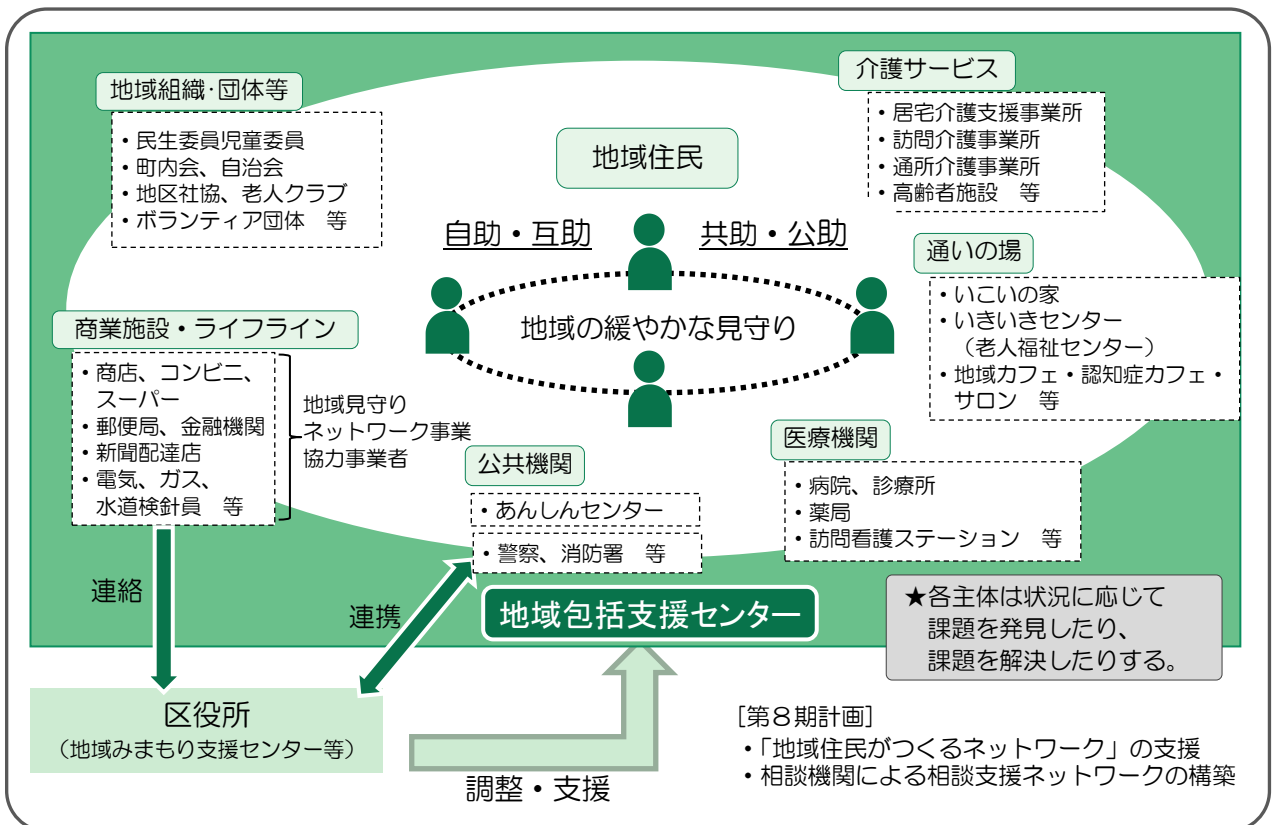 地域組織・団体等
・民生委員児童委員
・町内会、自治会
・地区社協、老人クラブ
・ボランティア団体　等
介護サービス
・居宅介護支援事業所
・訪問介護事業所
・通所介護事業所
・高齢者施設　等
地域住民
自助・互助
共助・公助
地域の緩やかな見守り
通いの場
・いこいの家
・いきいきセンター
（老人福祉センター）
・地域カフェ・認知症カフェ・
サロン　等
商業施設・ライフライン
・商店、コンビニ、
スーパー
・郵便局、金融機関
・新聞配達店
・電気、ガス、
水道検針員　等
地域見守り
ネットワーク事業
協力事業者
公共機関
・あんしんセンター
・警察、消防署　等
医療機関
・病院、診療所
・薬局
・訪問看護ステーション　等
連絡
連携
地域包括支援センター
★各主体は状況に応じて
課題を発見したり、
課題を解決したりする。
区役所
（地域みまもり支援センター等）
調整・支援
［第８期計画］
・「地域住民がつくるネットワーク」の支援
・相談機関による相談支援ネットワークの構築